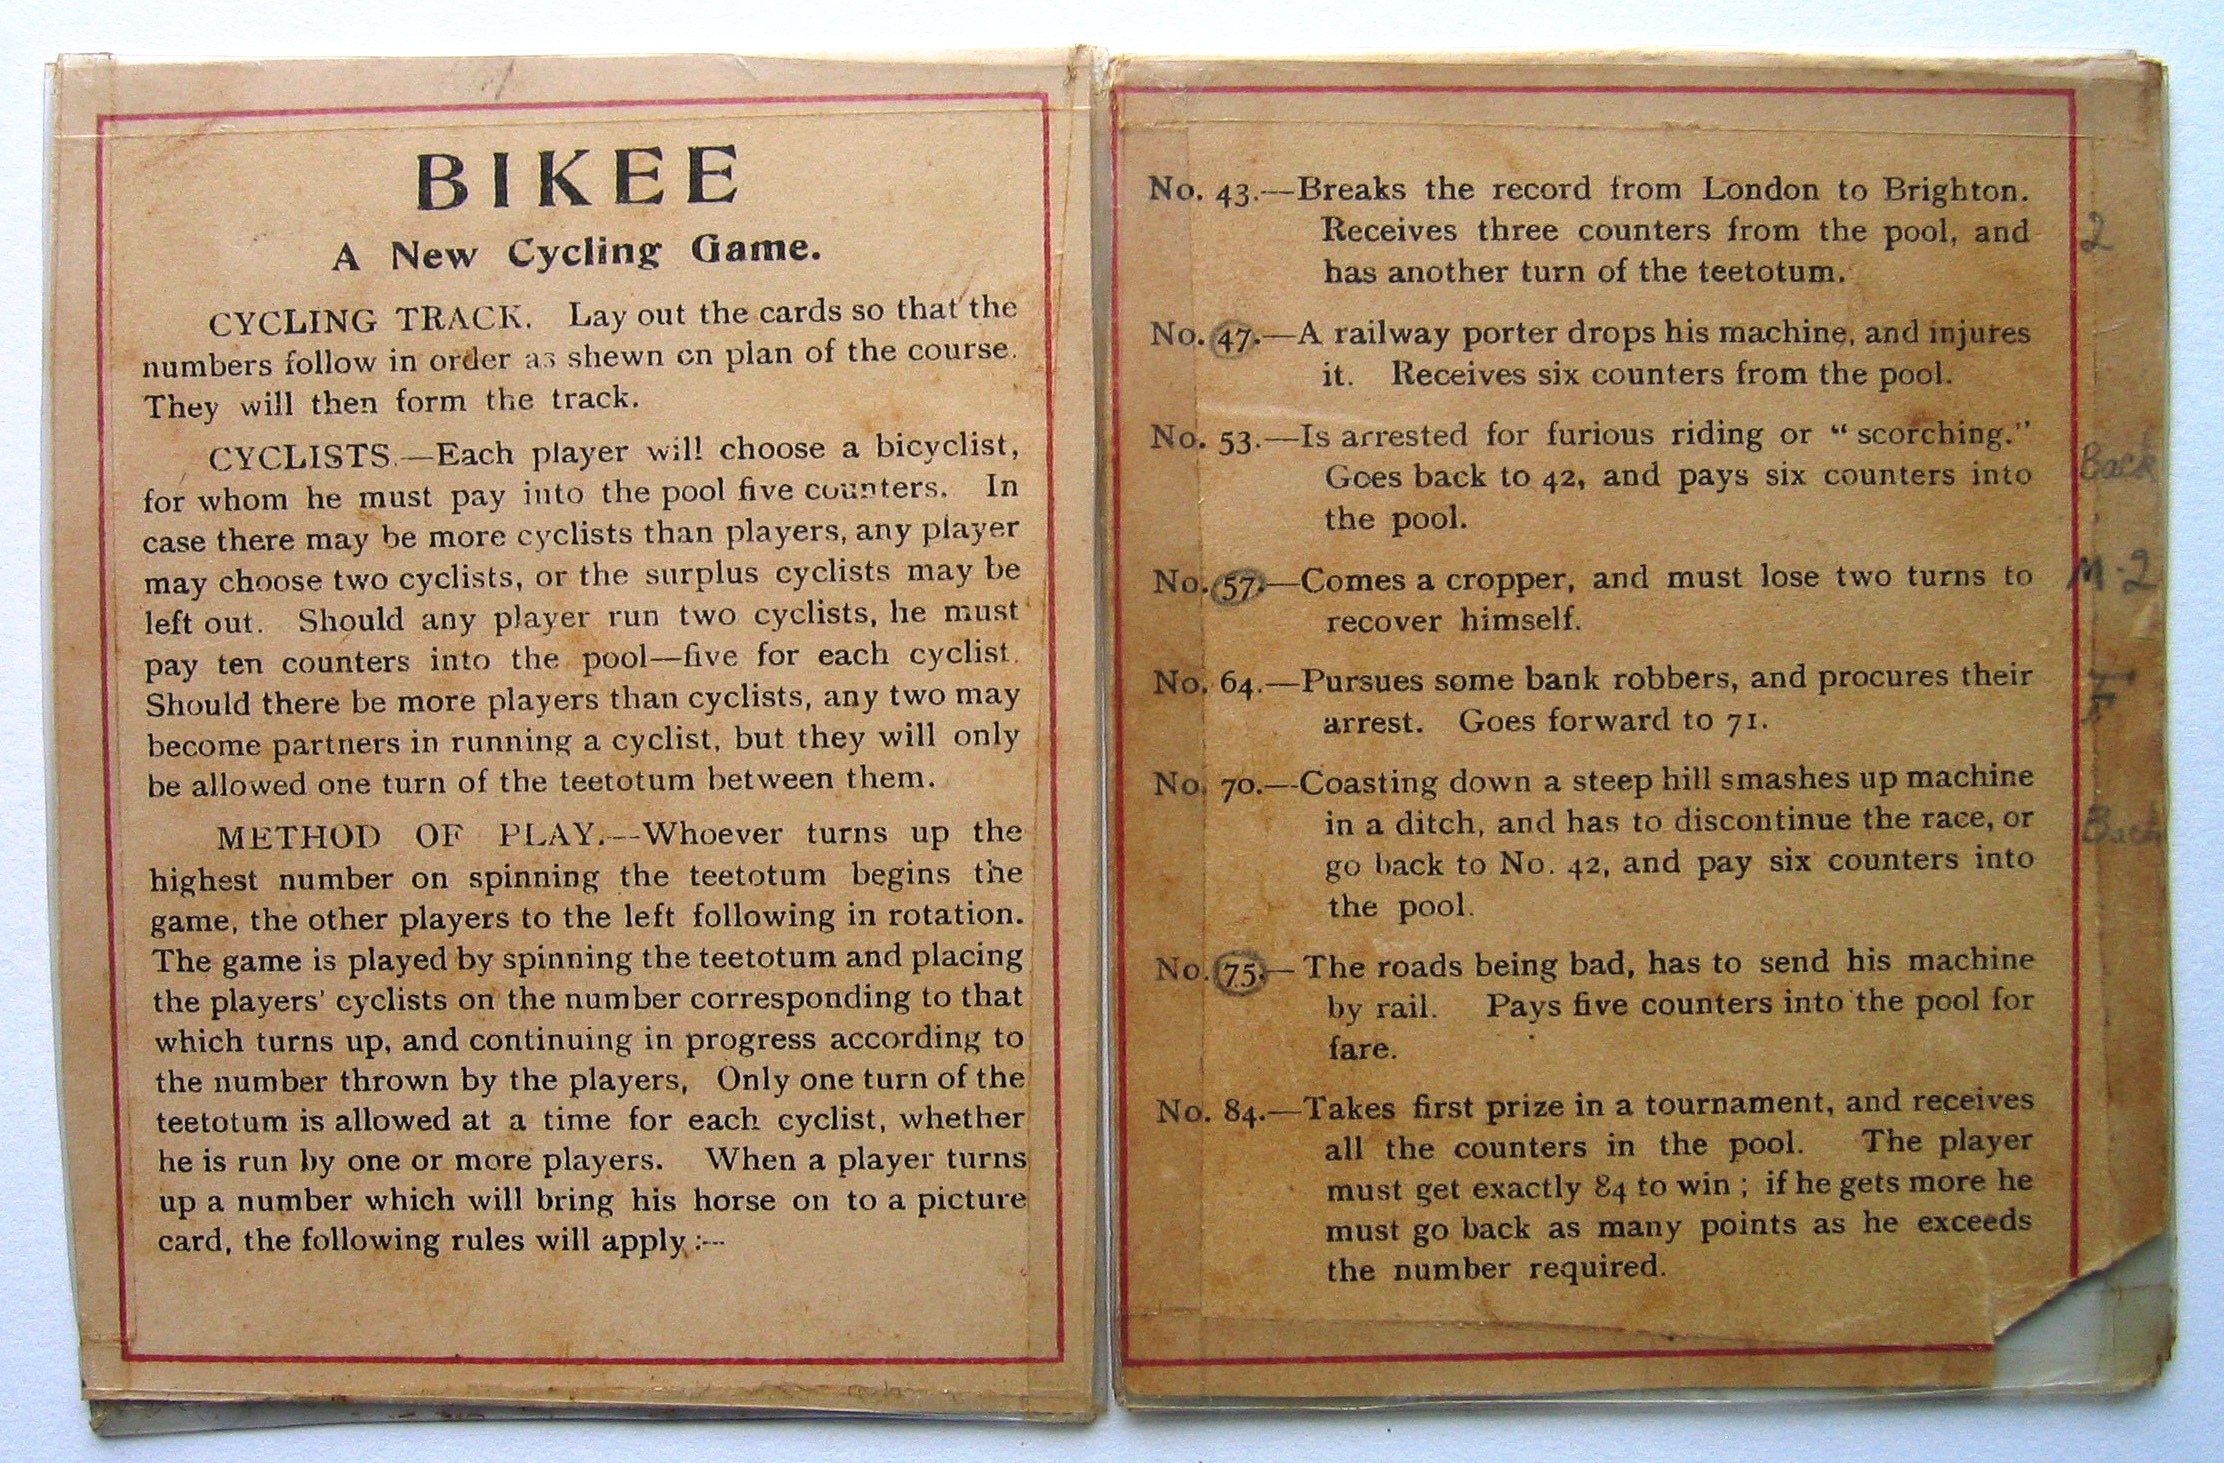 BIKEE
A New Cycling Game.
CYCLING TRACK. Lay out the cards so that the
numbers follow in order as shewn on plan of the course.
They will then form the track.
CYCLISTS.—Each player will choose a bicyclist,
for whom he must pay into the pool five counters. In
case there may be more cyclists than players, any player
may choose two cyclists, or the surplus cyclists may be
left out. Should any player run two cyclists, he must
pay ten counters into the pool—five for each cyclist.
Should there be more players than cyclists, any two may
become partners in running a cyclist, but they will only
be allowed one turn of the teetotum between them.
METHOD OF PLAY.—Whoever turns up the
highest number on spinning the teetotum begins the
game, the other players to the left following in rotation.
The game is played by spinning the teetotum and placing
the players' cyclists on the number corresponding to that
which turns up, and continuing in progress according to
the number thrown by the players, Only one turn of the
teetotum is allowed at a time for each cyclist, whether
he is run by one or more players. When a player turns
up a number which will bring his horse on to a picture
card, the following rules will apply :—
No. 43.—Breaks the record from London to Brighton.
Receives three counters from the pool, and 2
has another turn of the teetotum.
No. 47.—A railway porter drops his machine, and injures
it. Receives six counters from the pool.
No. 53.—Is arrested for furious riding or "scorching."
Goes back to 42, and pays six counters into Back
the pool.
No. 57.—Comes a cropper, and must lose two turns to M-2
recover himself.
No. 64.—Pursues some bank robbers, and procures their
arrest. Goes forward to 71.
No. 70.—Coasting down a steep hill smashes up machine
in a ditch, and has to discontinue the race, or Back
go back to No. 42, and pay six counters into
the pool.
No. 75.—The roads being bad, has to send his machine
by rail. Pays five counters into the pool for
fare.
No. 84.—Takes first prize in a tournament, and receives
all the counters in the pool. The player
must get exactly 84 to win ; if he gets more he
must go back as many points as he exceeds
the number required.